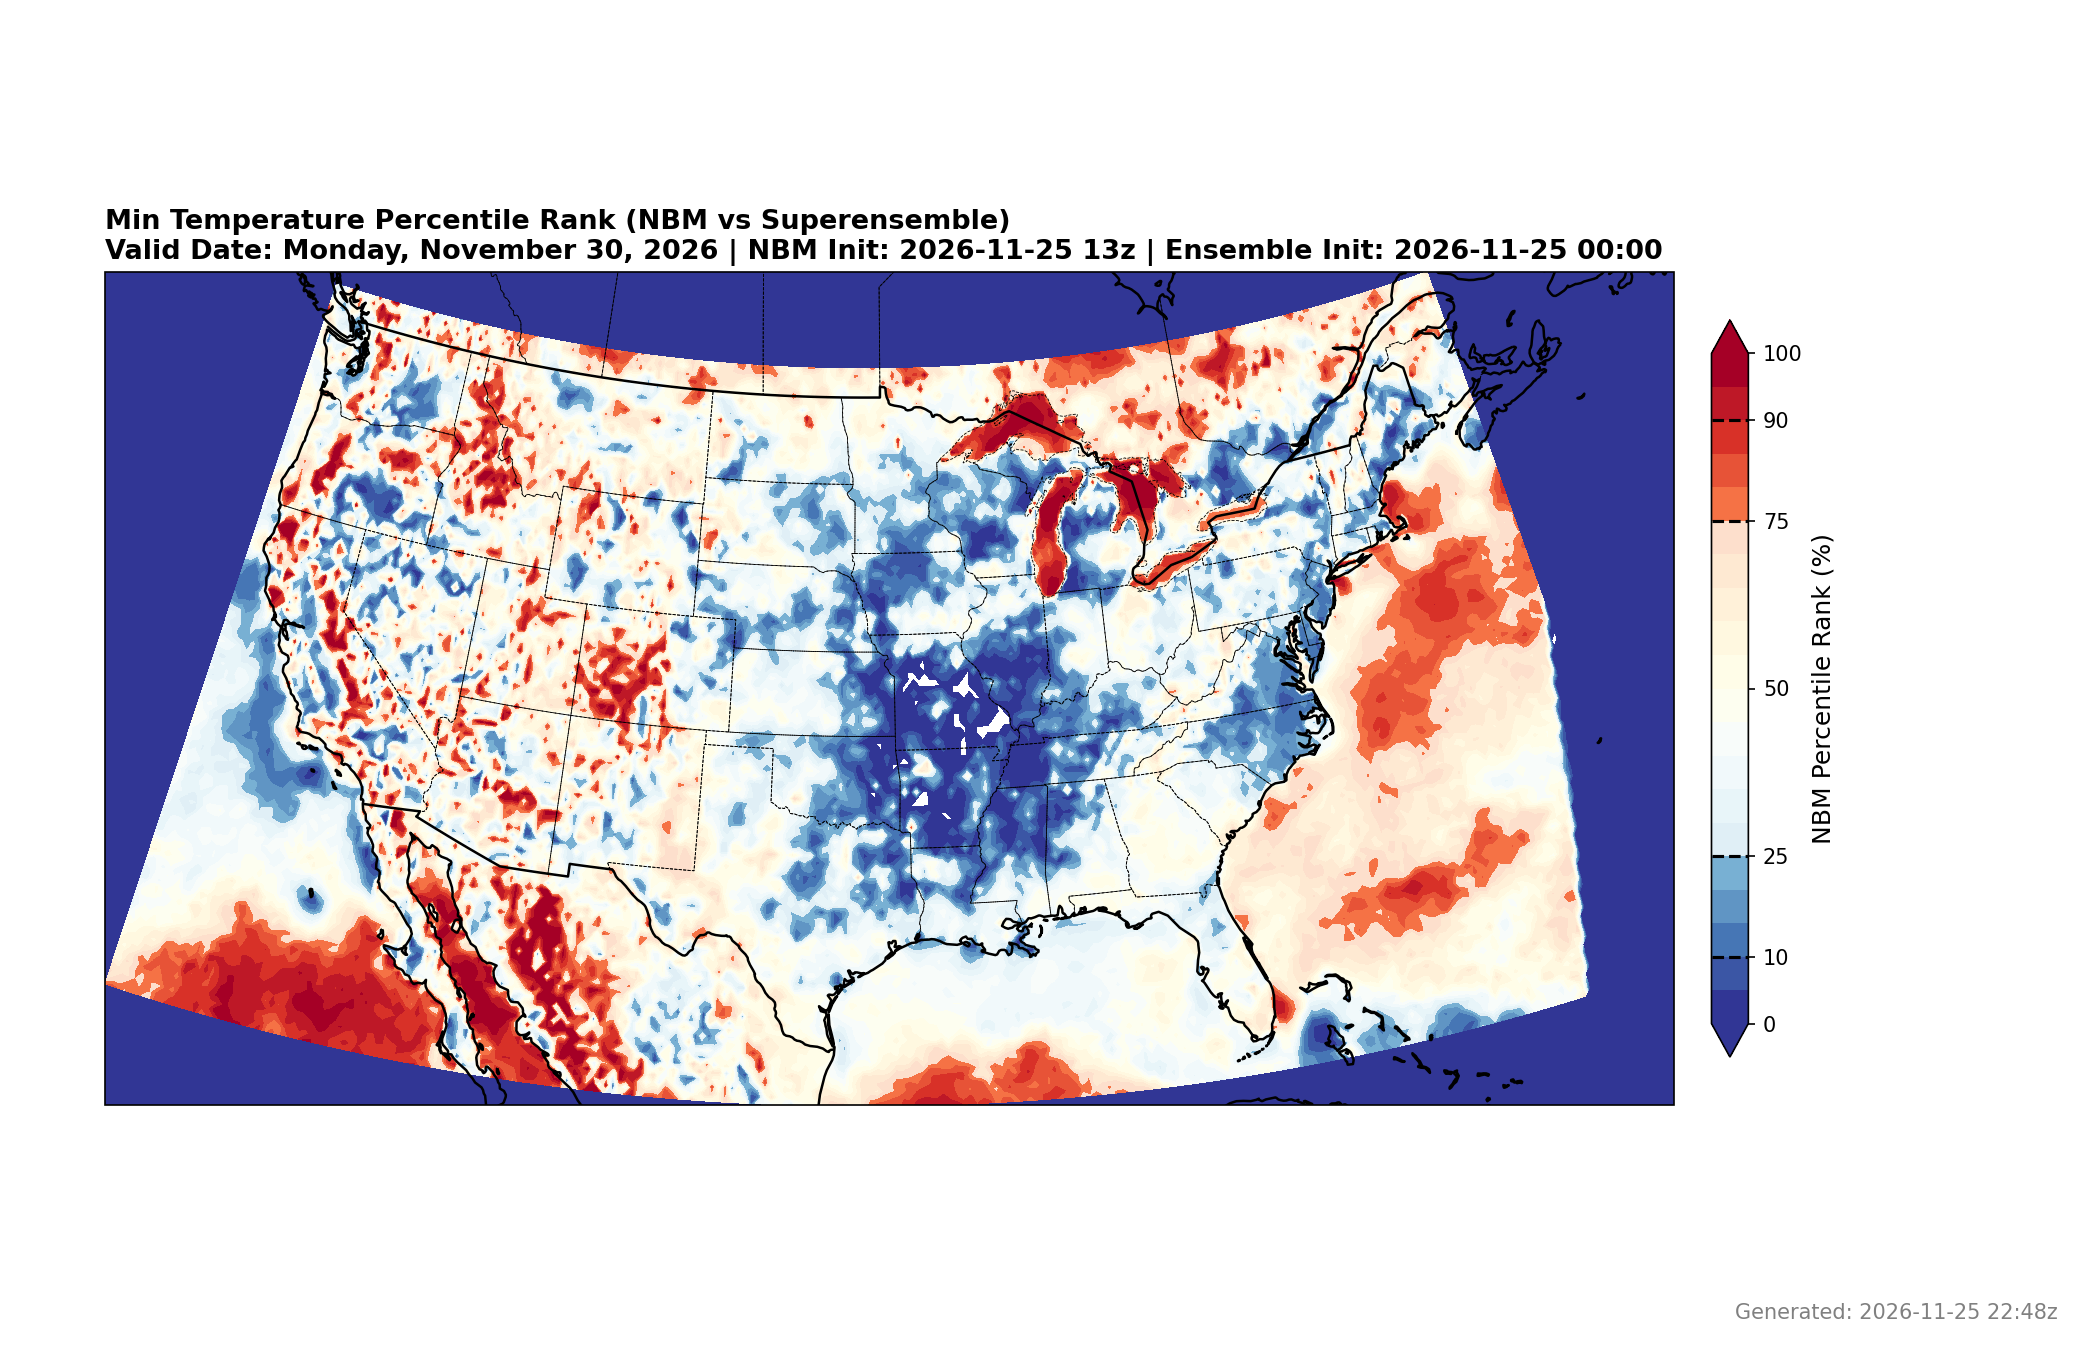 Min Temperature Percentile Rank (NBM vs Superensemble)
Valid Date: Monday, November 30, 2026 | NBM Init: 2026-11-25 13z | Ensemble Init: 2026-11-25 00:00
100
90
75
50
25
10
0
NBM Percentile Rank (%)
Generated: 2026-11-25 22:48z